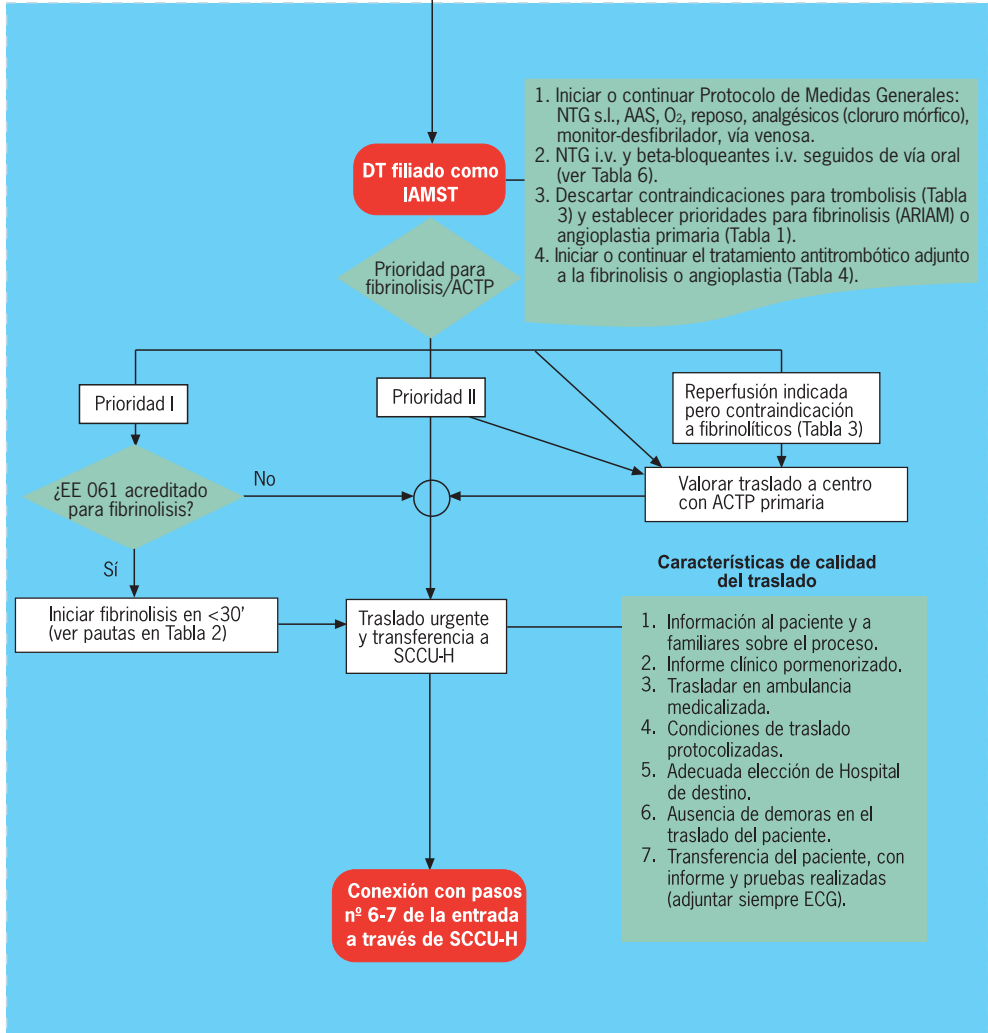 1. Iniciar o continuar Protocolo de Medidas Generales:
NTG s.l., AAS, O₂, reposo, analgésicos (cloruro mórfico),
monitor-desfibrilador, vía venosa.
2. NTG i.v. y beta-bloqueantes i.v. seguidos de vía oral
(ver Tabla 6).
3. Descartar contraindicaciones para trombolisis (Tabla
3) y establecer prioridades para fibrinolisis (ARIAM) o
angioplastia primaria (Tabla 1).
4. Iniciar o continuar el tratamiento antitrombótico adjunto
a la fibrinolisis o angioplastia (Tabla 4).
DT filiado como
IAMST
Prioridad para
fibrinolisis/ACTP
Prioridad I
Prioridad II
Reperfusión indicada
pero contraindicación
a fibrinolíticos (Tabla 3)
¿EE 061 acreditado
para fibrinolisis?
No
Valorar traslado a centro
con ACTP primaria
Sí
Iniciar fibrinolisis en <30'
(ver pautas en Tabla 2)
Traslado urgente
y transferencia a
SCCU-H
Características de calidad
del traslado
1. Información al paciente y a
familiares sobre el proceso.
2. Informe clínico pormenorizado.
3. Trasladar en ambulancia
medicalizada.
4. Condiciones de traslado
protocolizadas.
5. Adecuada elección de Hospital
de destino.
6. Ausencia de demoras en el
traslado del paciente.
7. Transferencia del paciente, con
informe y pruebas realizadas
(adjuntar siempre ECG).
Conexión con pasos
nº 6-7 de la entrada
a través de SCCU-H